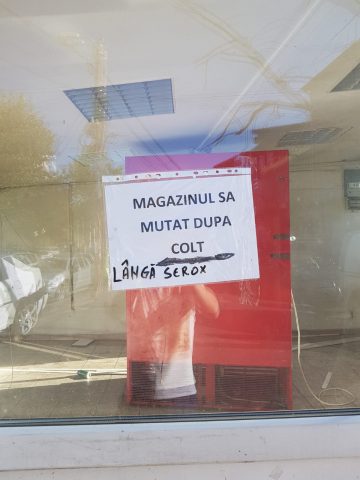 MAGAZINUL SA
MUTAT DUPA
COLT
LÂNGĂ SEROX